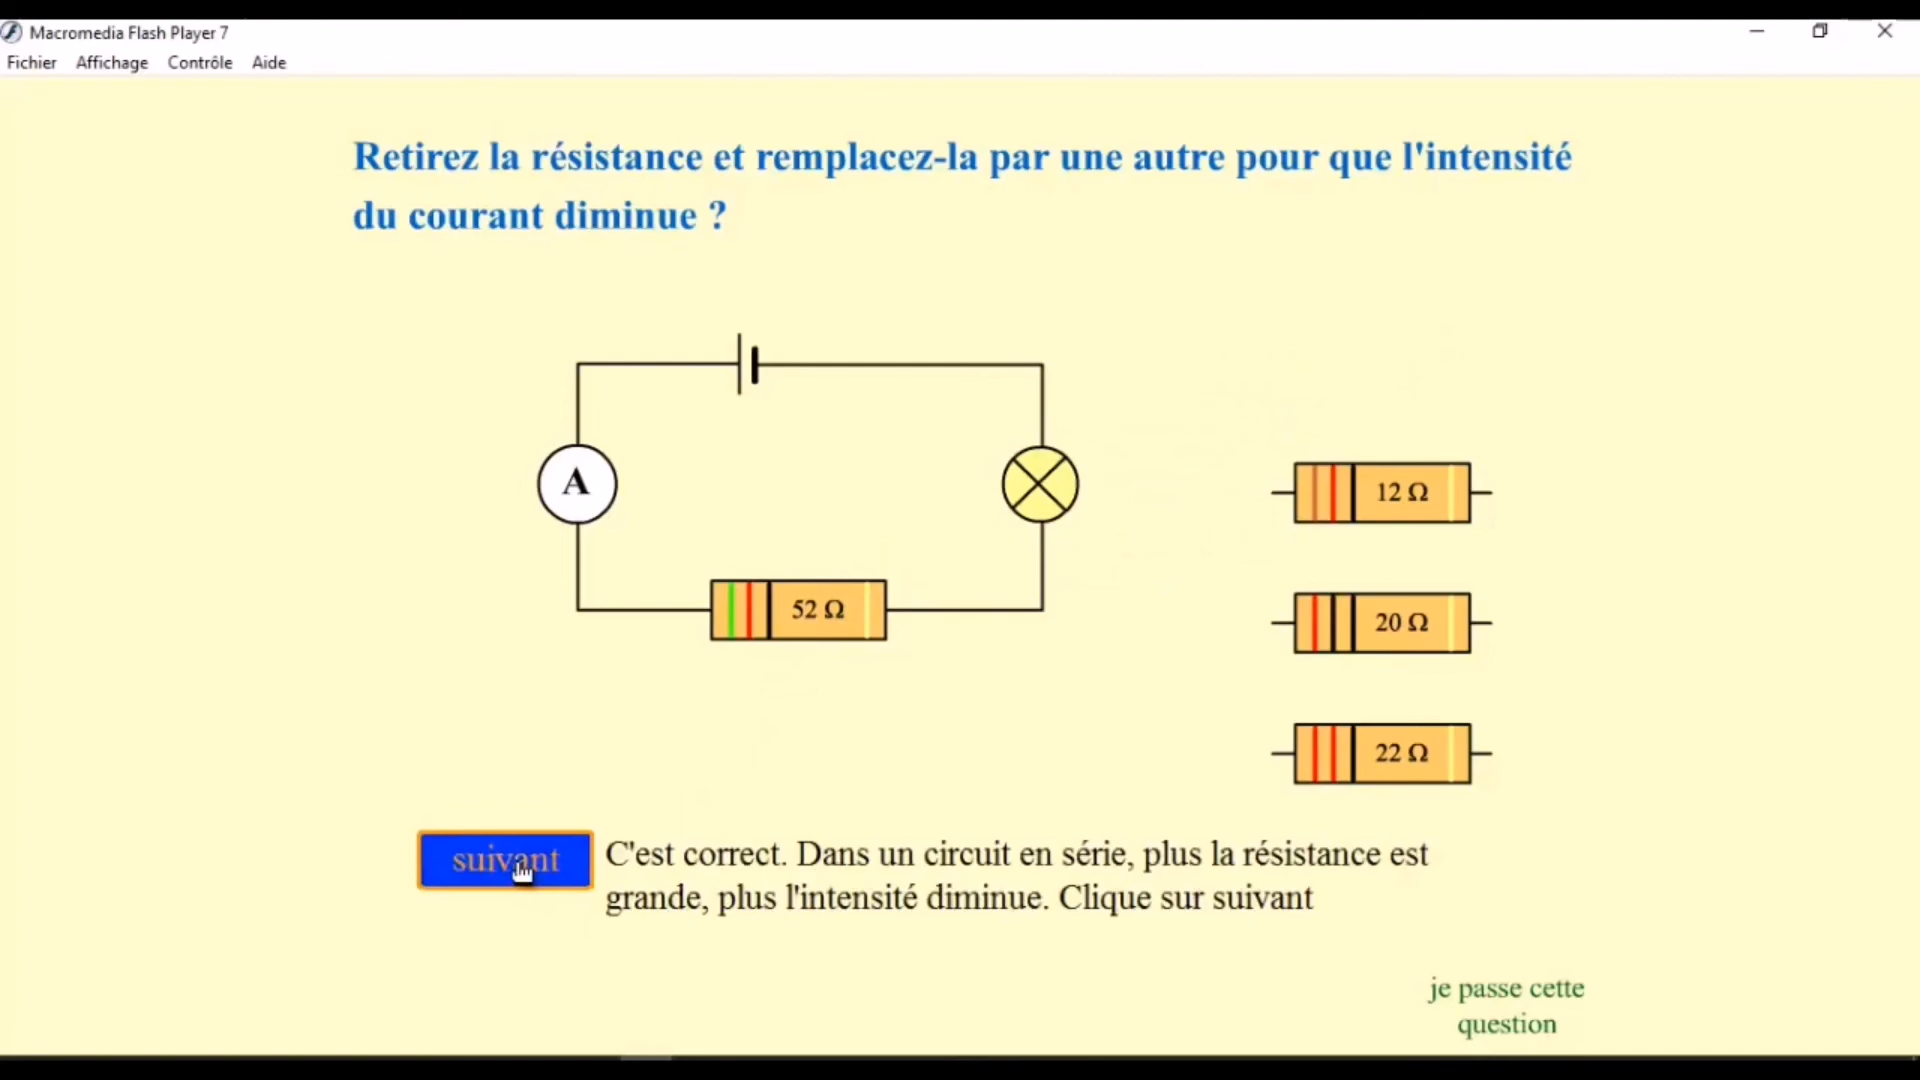 Macromedia Flash Player 7
Fichier Affichage Contrôle Aide
Retirez la résistance et remplacez-la par une autre pour que l'intensité
du courant diminue ?
A
12 Ω
52 Ω
20 Ω
22 Ω
suivant
C'est correct. Dans un circuit en série, plus la résistance est
grande, plus l'intensité diminue. Clique sur suivant
je passe cette
question